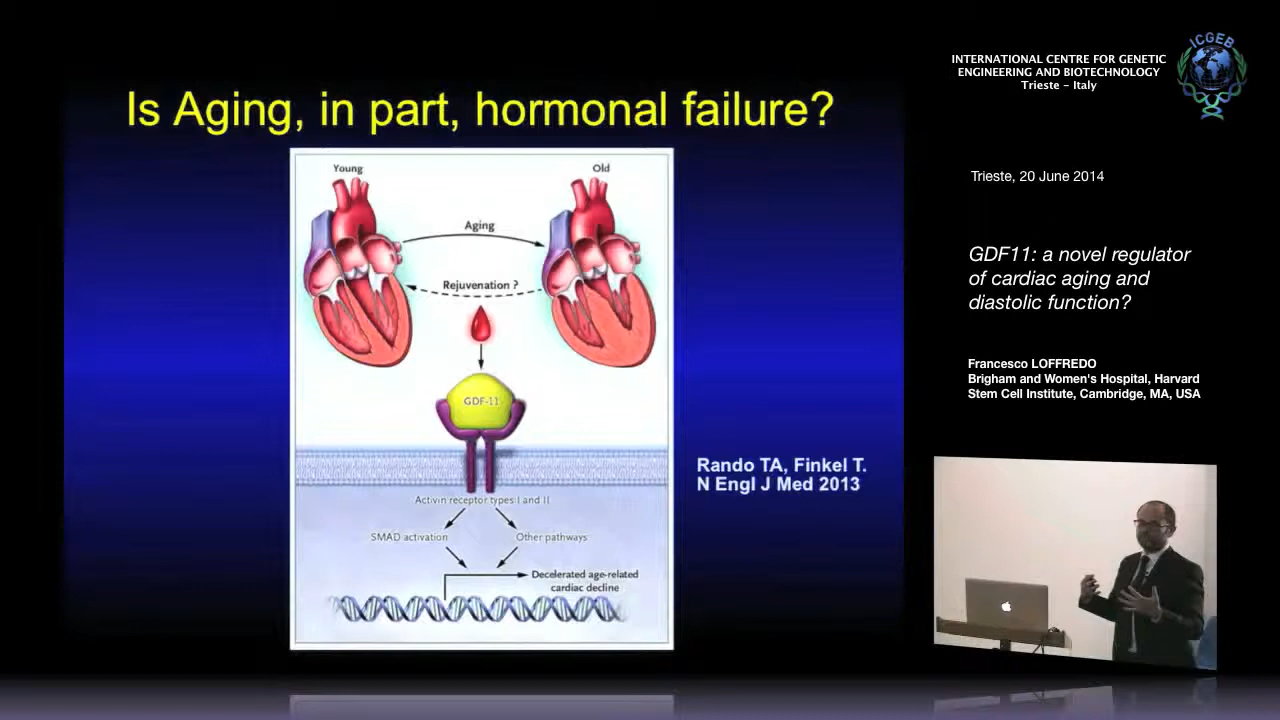 Is Aging, in part, hormonal failure?
Young
Old
Aging
Rejuvenation ?
GDF-11
Activin receptor types I and II
SMAD activation
Other pathways
Decelerated age-related
cardiac decline
Rando TA, Finkel T.
N Engl J Med 2013
INTERNATIONAL CENTRE FOR GENETIC
ENGINEERING AND BIOTECHNOLOGY
Trieste - Italy
ICGEB
Trieste, 20 June 2014
GDF11: a novel regulator
of cardiac aging and
diastolic function?
Francesco LOFFREDO
Brigham and Women's Hospital, Harvard
Stem Cell Institute, Cambridge, MA, USA